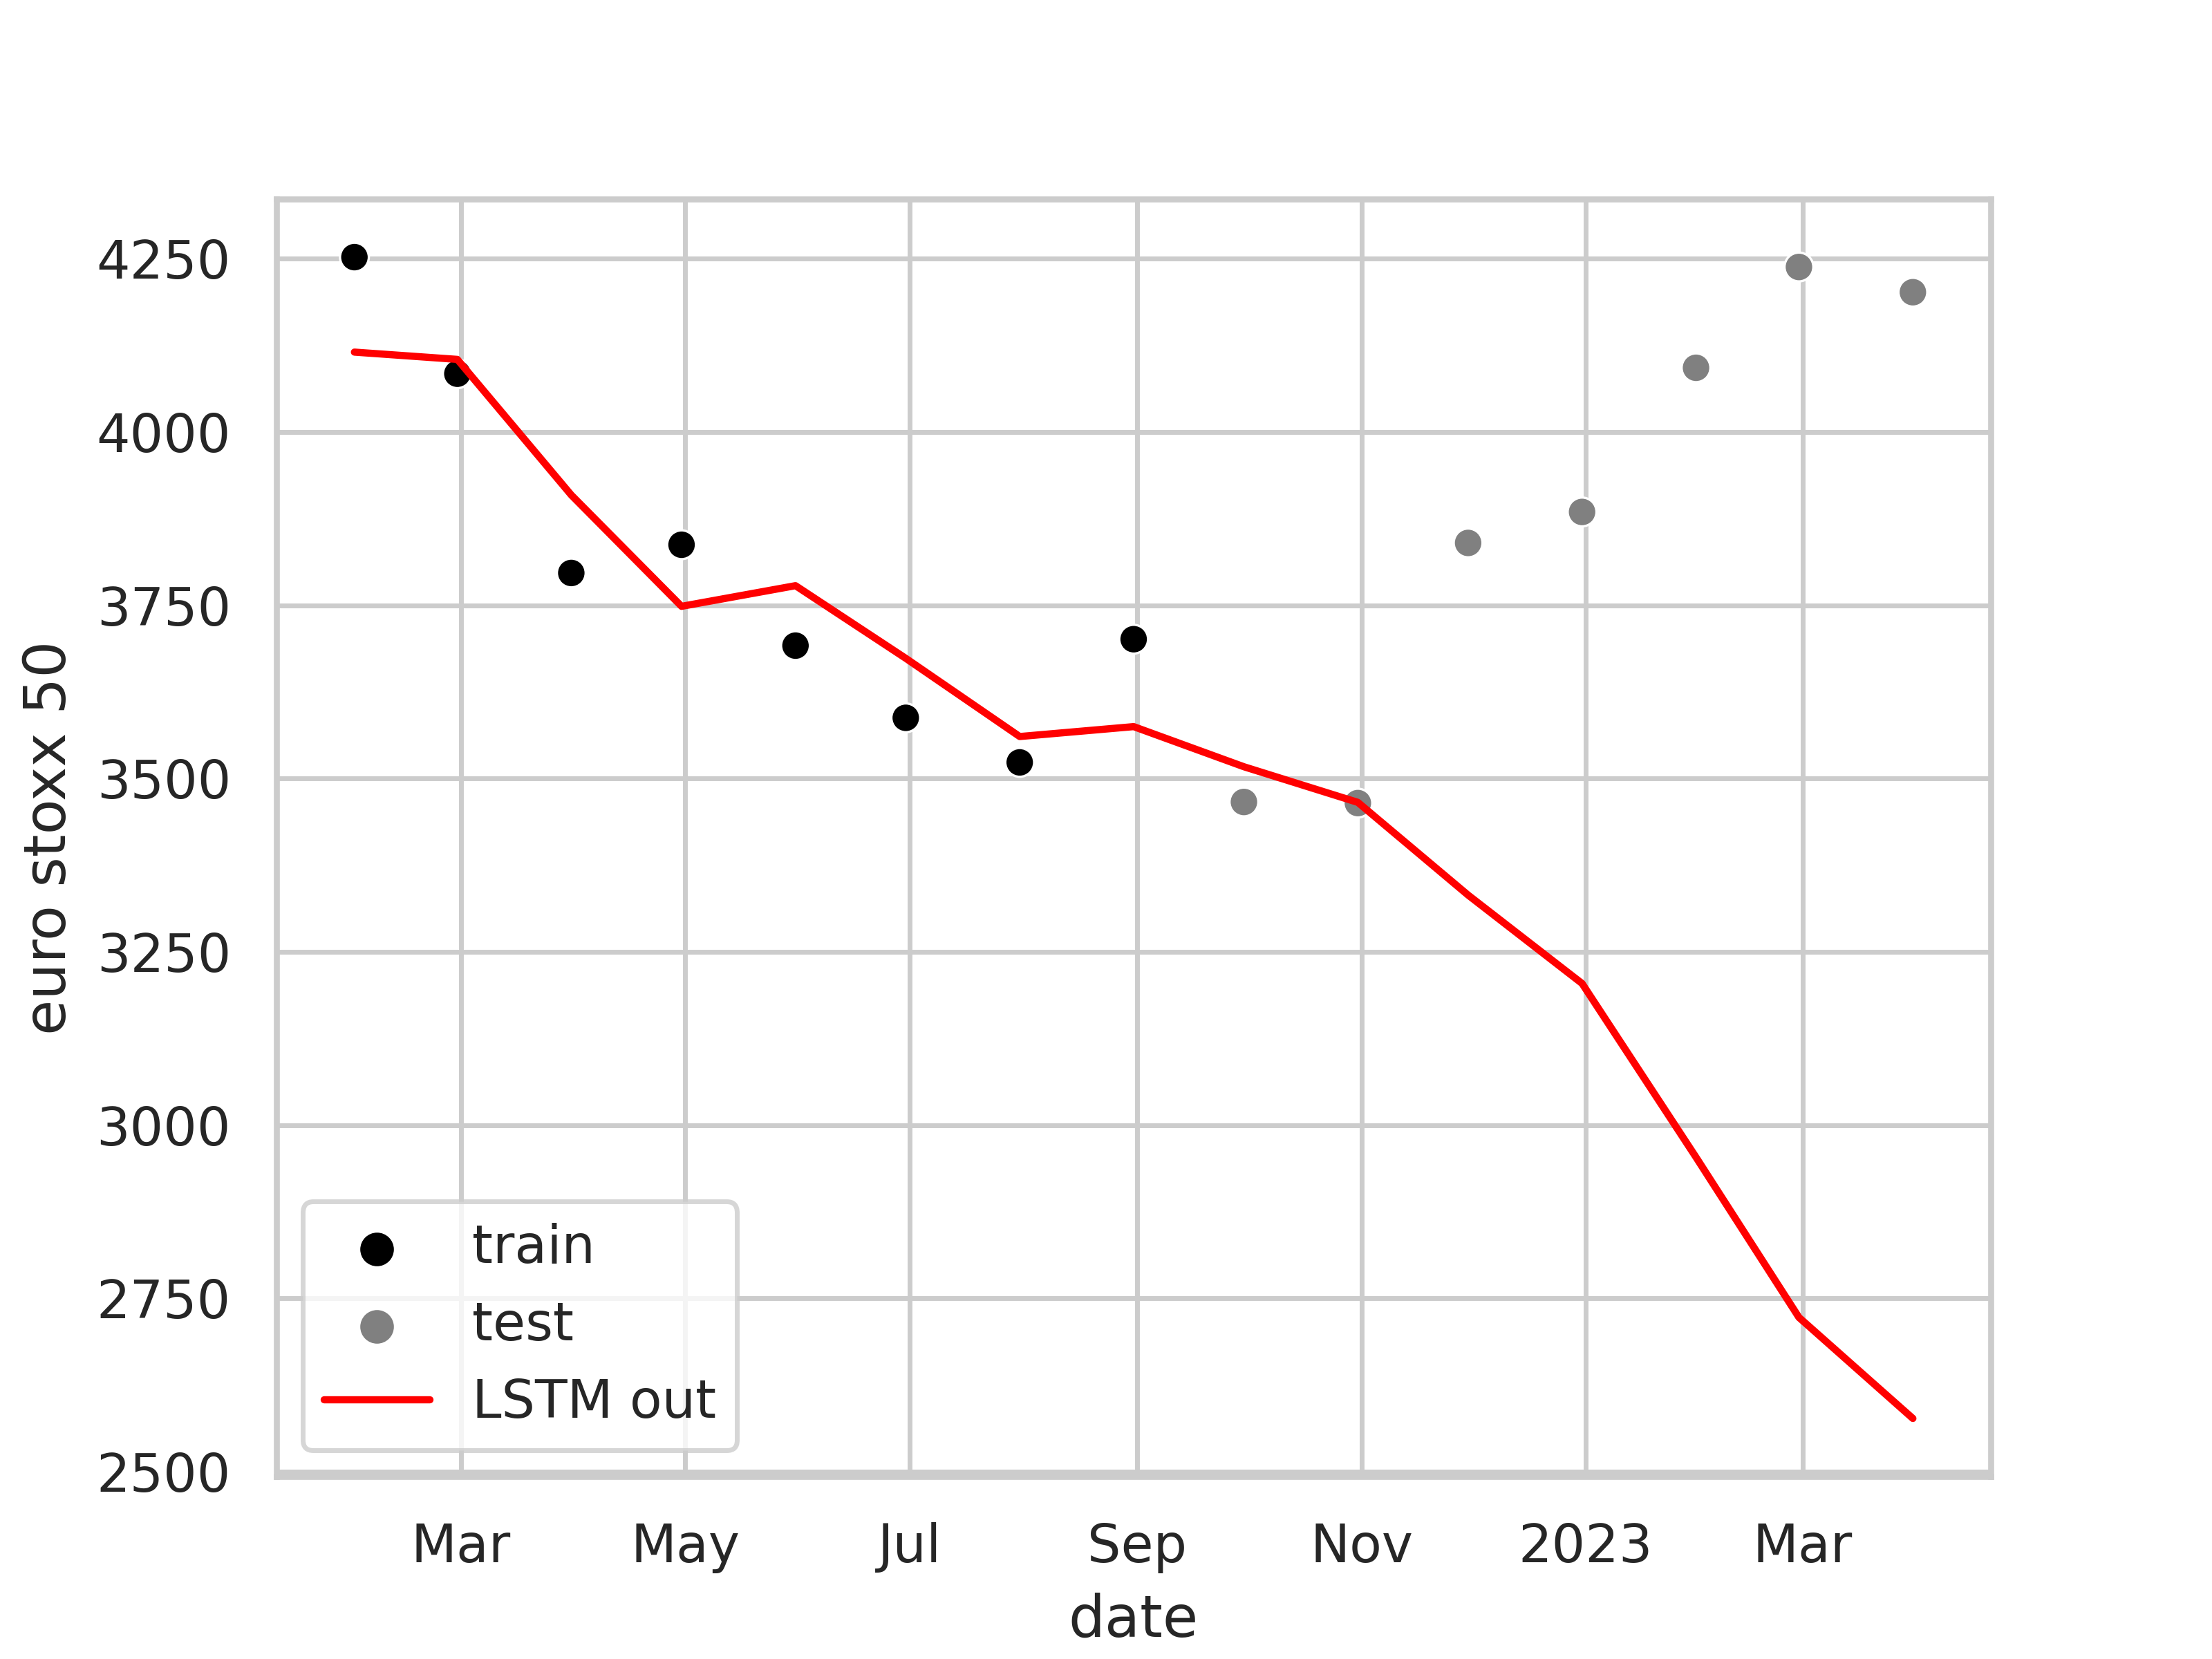 4250
4000
3750
3500
3250
3000
2750
2500
euro stoxx 50
train
test
LSTM out
Mar May Jul Sep Nov 2023 Mar
date